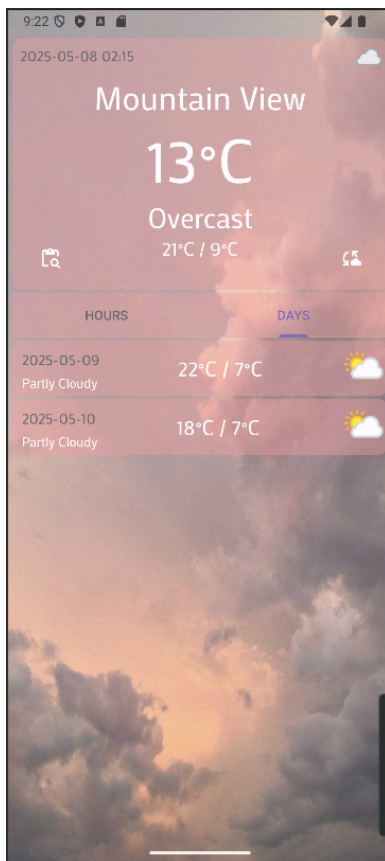 9:22
2025-05-08 02:15
Mountain View
13°C
Overcast
21°C / 9°C
HOURS DAYS
2025-05-09
22°C / 7°C
Partly Cloudy
2025-05-10
18°C / 7°C
Partly Cloudy